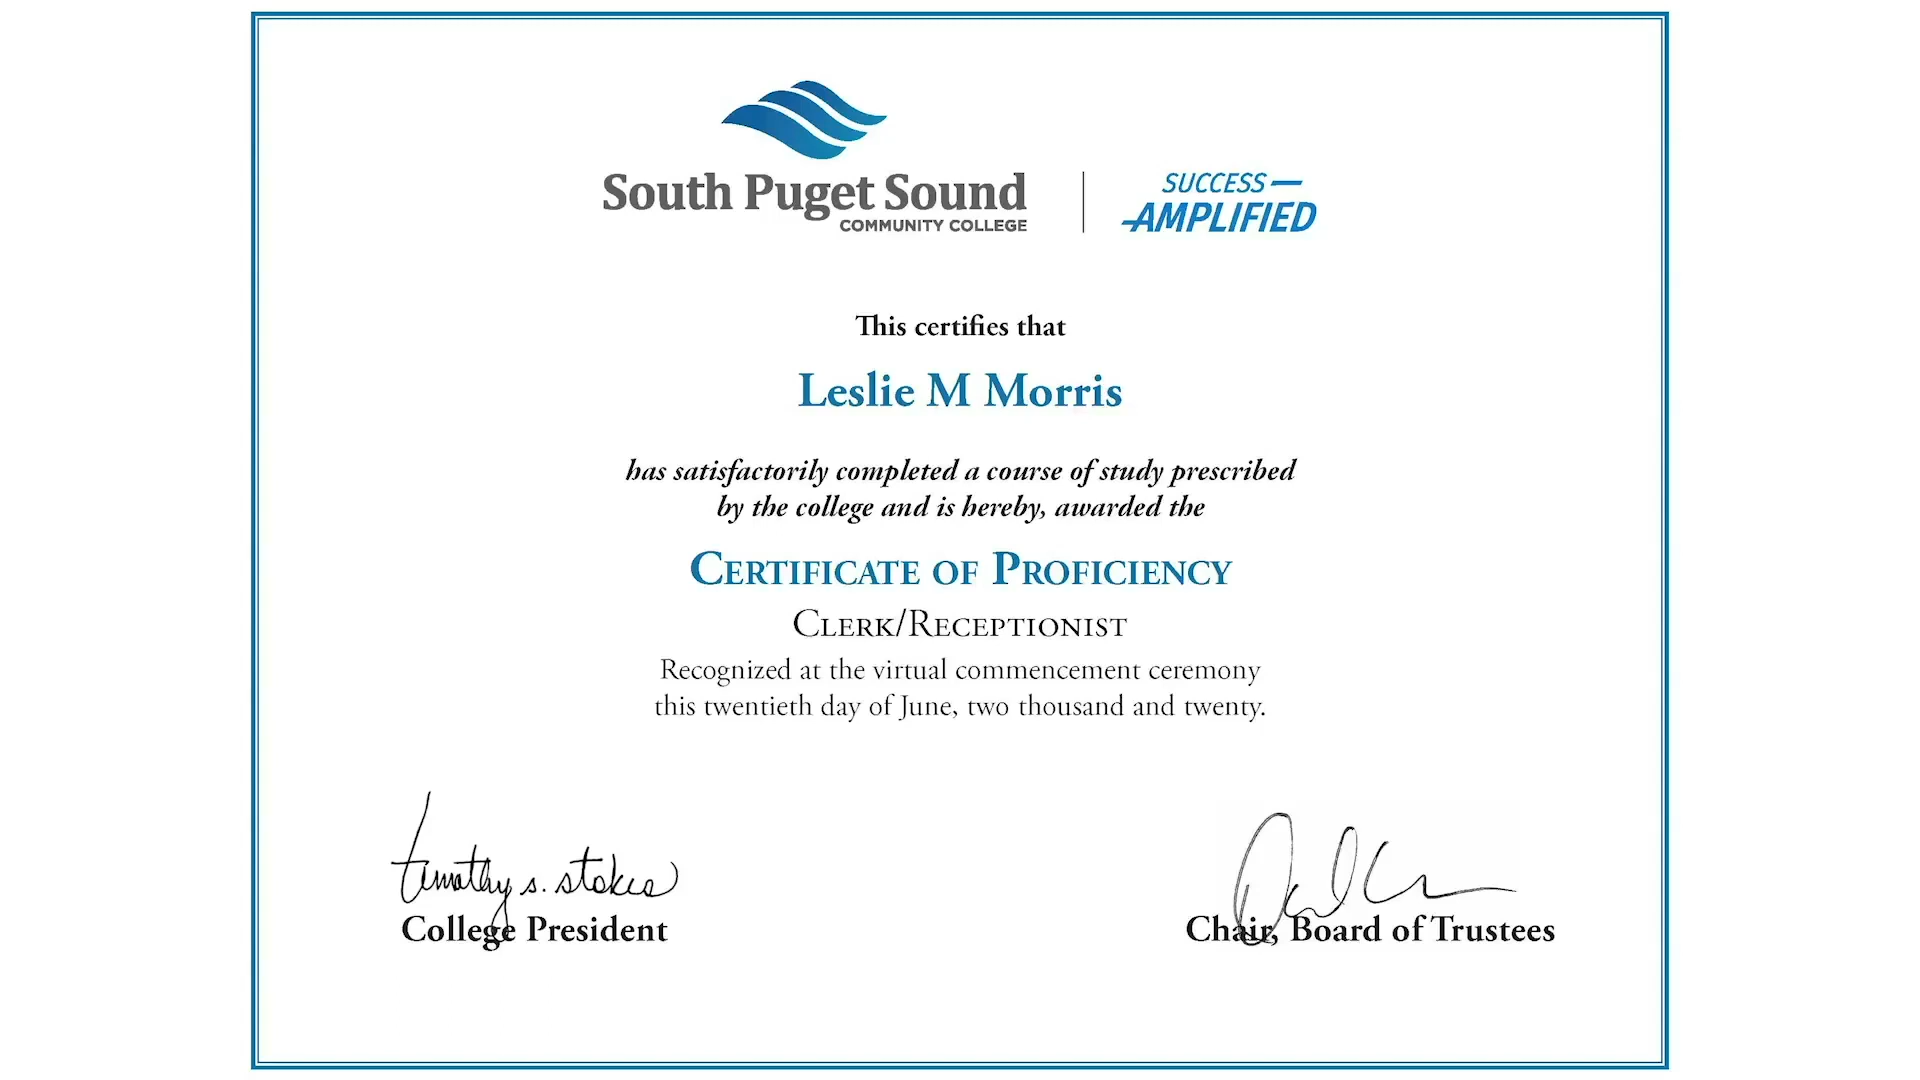 South Puget Sound
COMMUNITY COLLEGE
SUCCESS
AMPLIFIED
This certifies that
Leslie M Morris
has satisfactorily completed a course of study prescribed
by the college and is hereby, awarded the
CERTIFICATE OF PROFICIENCY
CLERK/RECEPTIONIST
Recognized at the virtual commencement ceremony
this twentieth day of June, two thousand and twenty.
timothy s. stokes
College President
Chair, Board of Trustees